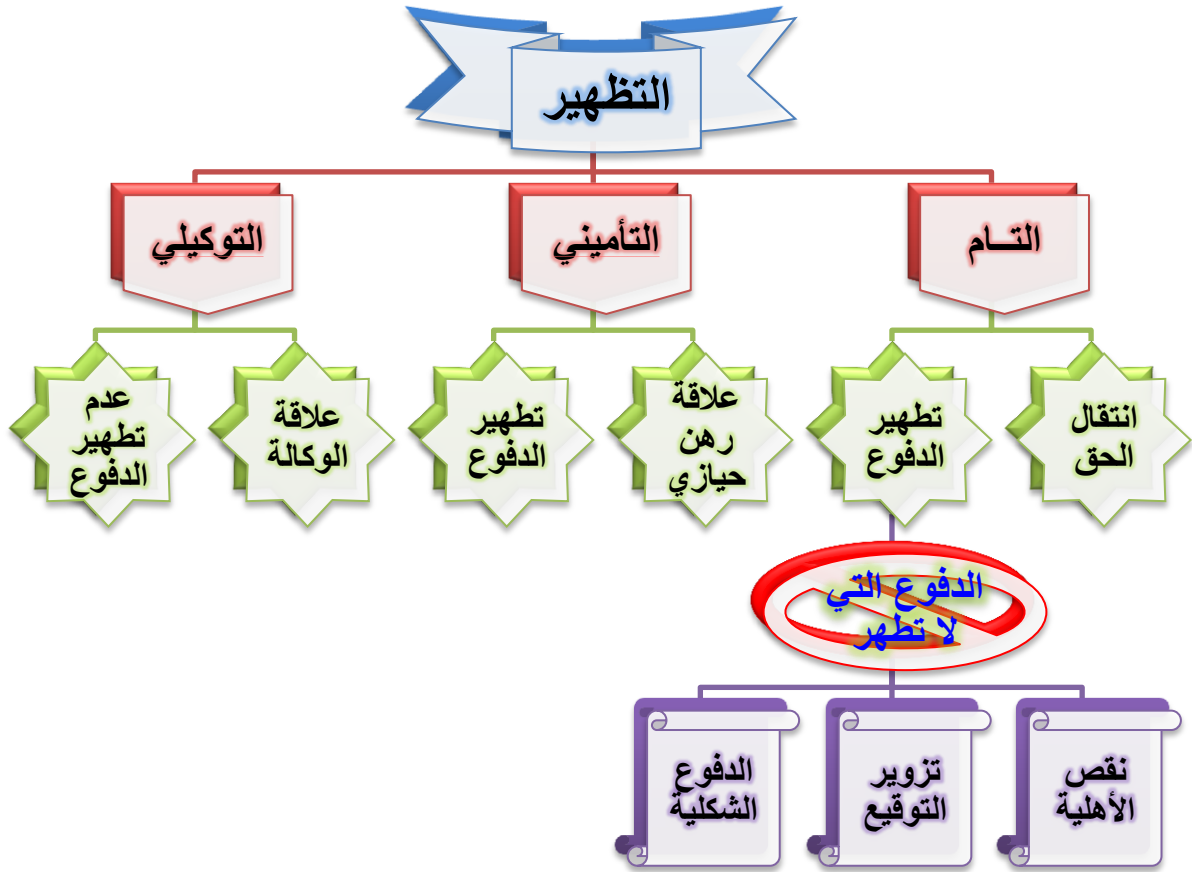 التظهير
التــام
التأميني
التوكيلي
انتقال
الحق
تطهير
الدفوع
علاقة
رهن
حيازي
تطهير
الدفوع
علاقة
الوكالة
عدم
تطهير
الدفوع
الدفوع التي
لا تطهر
نقص
الأهلية
تزوير
التوقيع
الدفوع
الشكلية